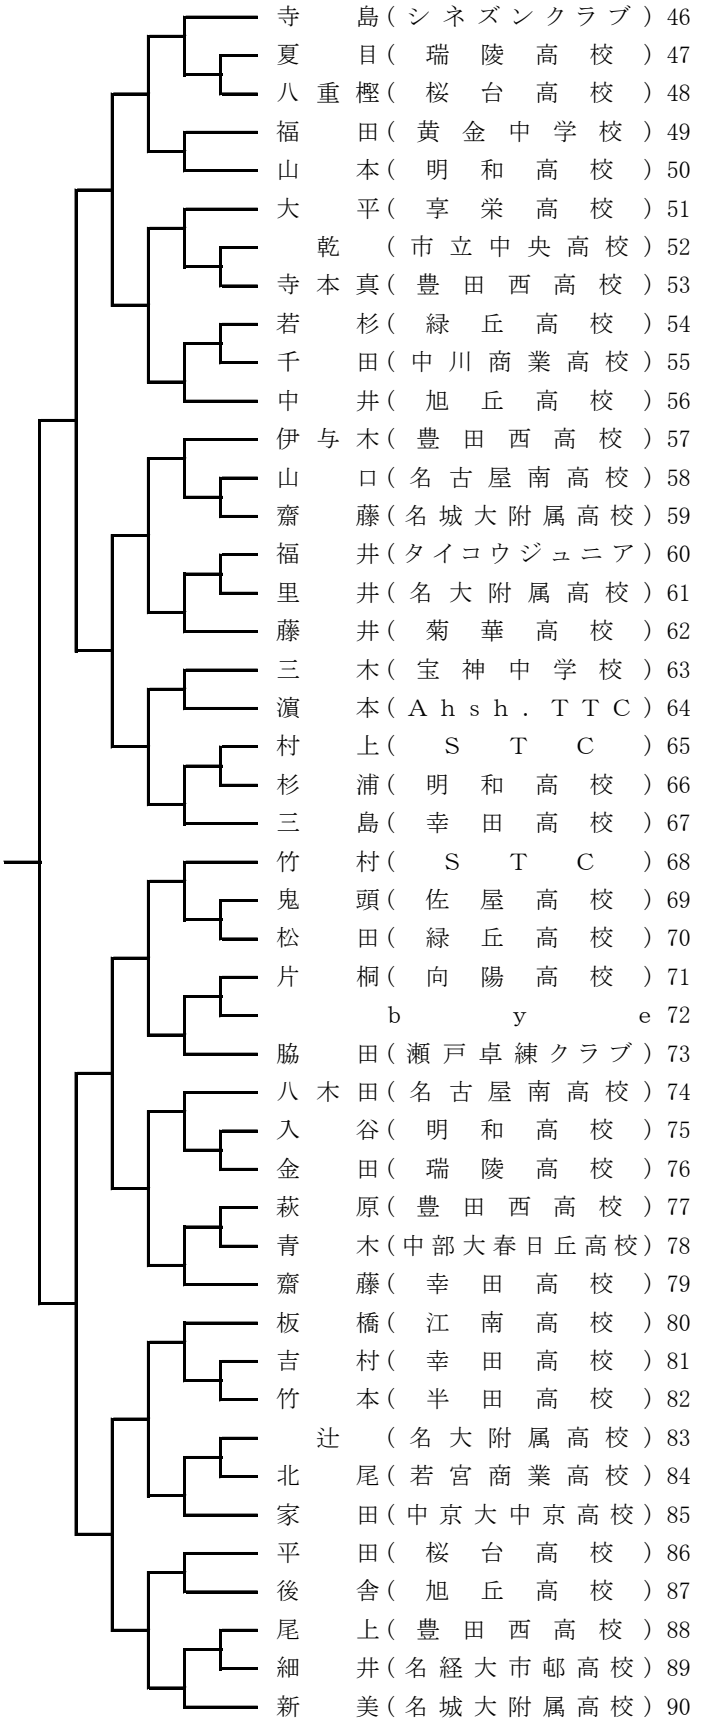 寺島(シネズンクラブ)46
夏目(瑞陵高校)47
八重樫(桜台高校)48
福田(黄金中学校)49
山本(明和高校)50
大平(享栄高校)51
乾(市立中央高校)52
寺本真(豊田西高校)53
若杉(緑丘高校)54
千田(中川商業高校)55
中井(旭丘高校)56
伊与木(豊田西高校)57
山口(名古屋南高校)58
齋藤(名城大附属高校)59
福井(タイコウジュニア)60
里井(名大附属高校)61
藤井(菊華高校)62
三木(宝神中学校)63
濵本(Ahsh.TTC)64
村上(STC)65
杉浦(明和高校)66
三島(幸田高校)67
竹村(STC)68
鬼頭(佐屋高校)69
松田(緑丘高校)70
片桐(向陽高校)71
bye 72
脇田(瀬戸卓練クラブ)73
八木田(名古屋南高校)74
入谷(明和高校)75
金田(瑞陵高校)76
萩原(豊田西高校)77
青木(中部大春日丘高校)78
齋藤(幸田高校)79
板橋(江南高校)80
吉村(幸田高校)81
竹本(半田高校)82
辻(名大附属高校)83
北尾(若宮商業高校)84
家田(中京大中京高校)85
平田(桜台高校)86
後舎(旭丘高校)87
尾上(豊田西高校)88
細井(名経大市邨高校)89
新美(名城大附属高校)90